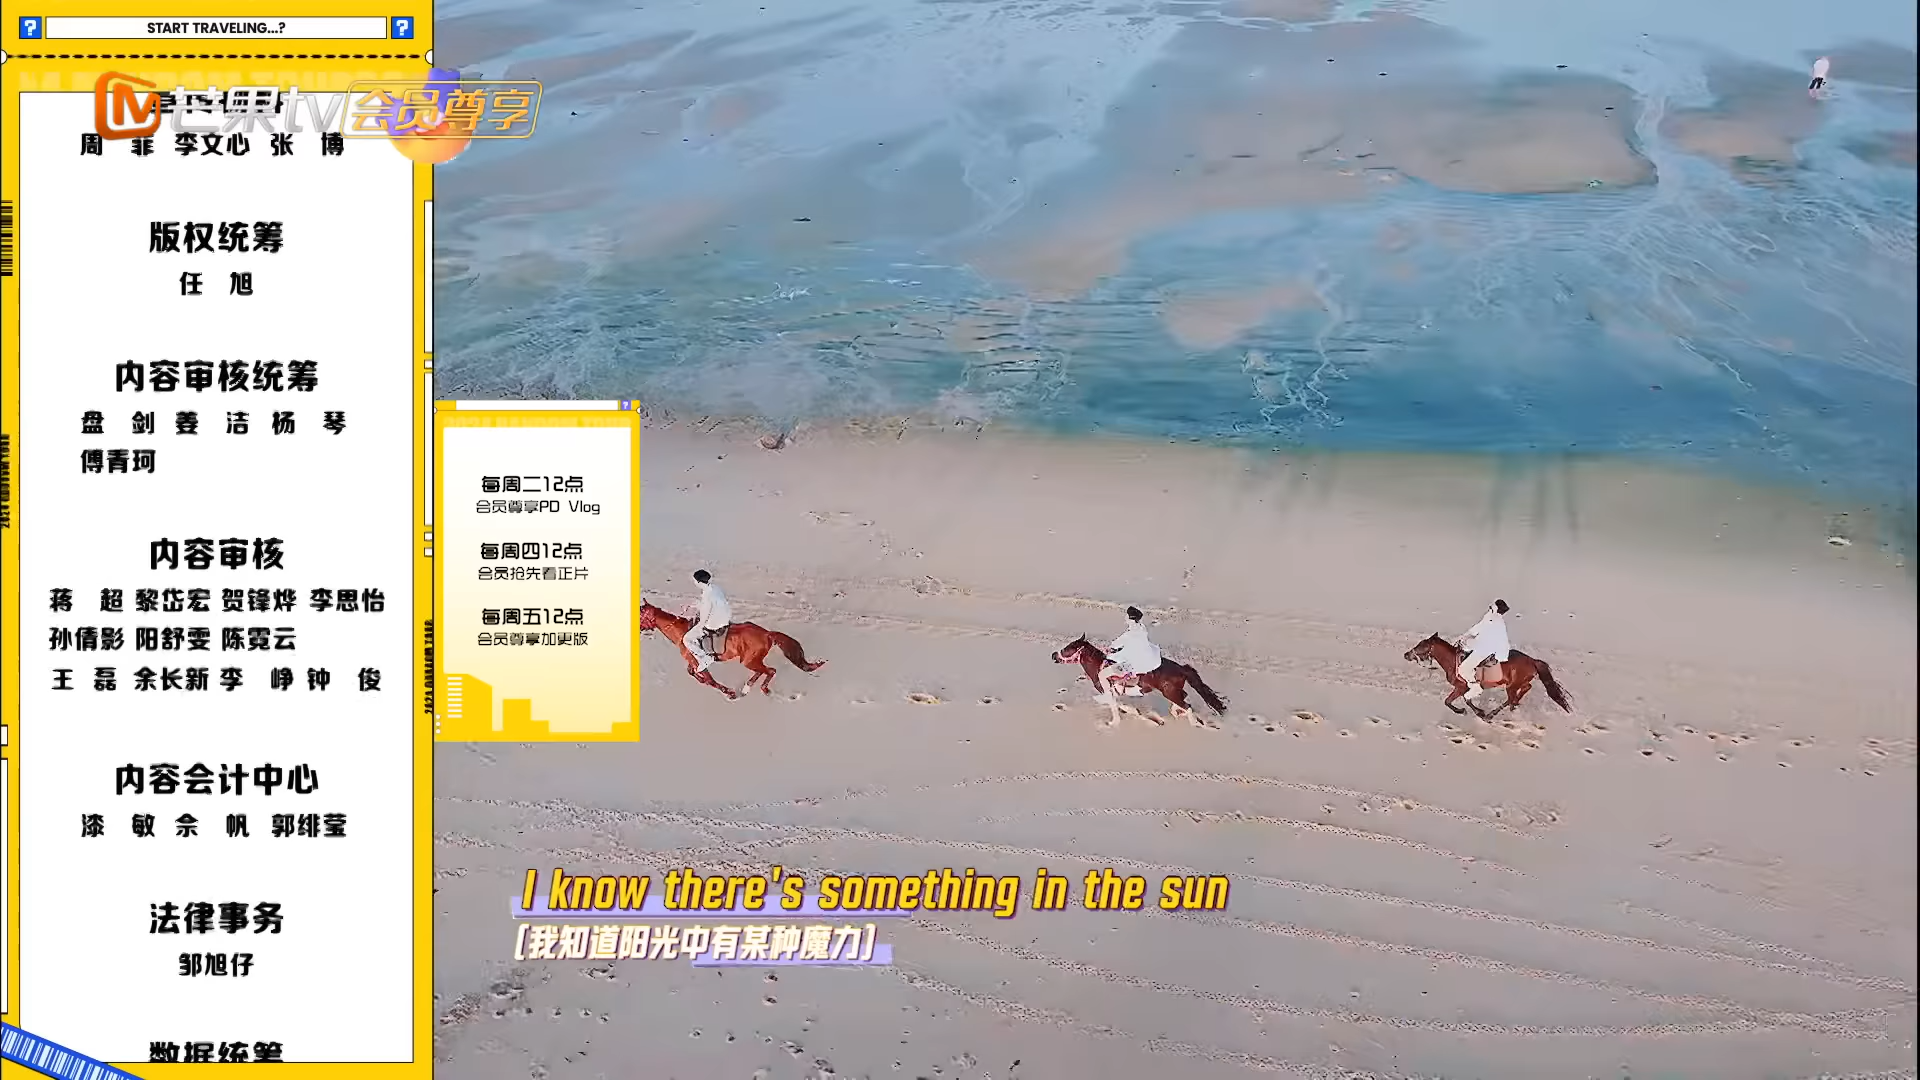 START TRAVELING...?
芒果tv 会员尊享
周 菲 李文心 张 博
版权统筹
任 旭
内容审核统筹
盘 剑 姜 洁 杨 琴
傅青珂
内容审核
蒋 超 黎岱宏 贺锋烨 李思怡
孙倩影 阳舒雯 陈霓云
王 磊 余长新 李 峥 钟 俊
内容会计中心
漆 敏 佘 帆 郭绯莹
法律事务
邹旭仔
数据统筹
每周二12点
会员尊享PD Vlog
每周四12点
会员抢先看正片
每周五12点
会员尊享加更版
I know there's something in the sun
[我知道阳光中有某种魔力]